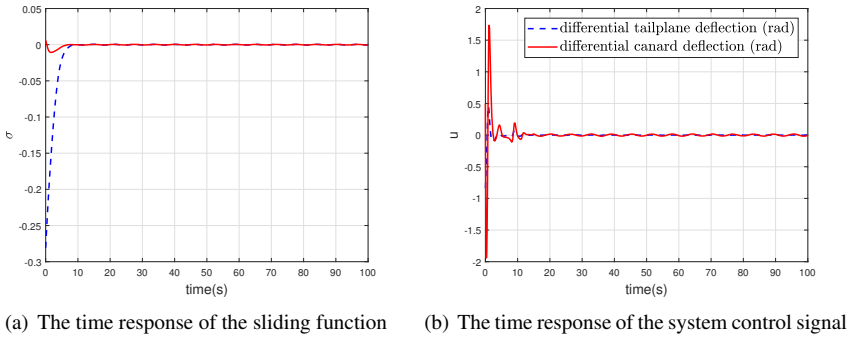 0.05
0
-0.05
-0.1
-0.15
-0.2
-0.25
-0.3
σ
0 10 20 30 40 50 60 70 80 90 100
time(s)
(a) The time response of the sliding function
2
1.5
1
0.5
0
-0.5
-1
-1.5
-2
u
differential tailplane deflection (rad)
differential canard deflection (rad)
0 10 20 30 40 50 60 70 80 90 100
time(s)
(b) The time response of the system control signal